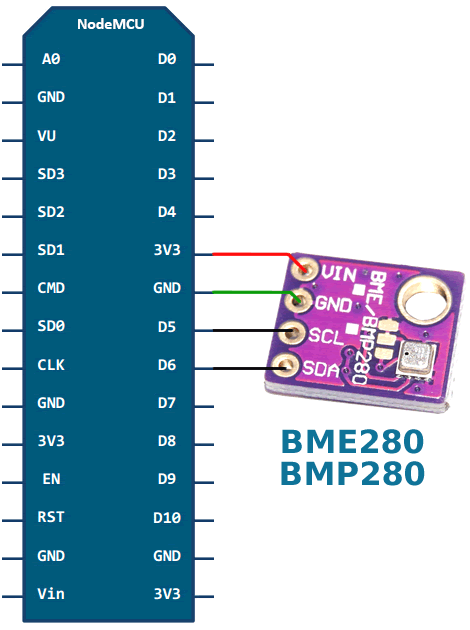 NodeMCU
A0 D0
GND D1
VU D2
SD3 D3
SD2 D4
SD1 3V3
CMD GND
SD0 D5
CLK D6
GND D7
3V3 D8
EN D9
RST D10
GND GND
Vin 3V3
VIN
GND
SCL
SDA
BME/BMP280
BME280
BMP280